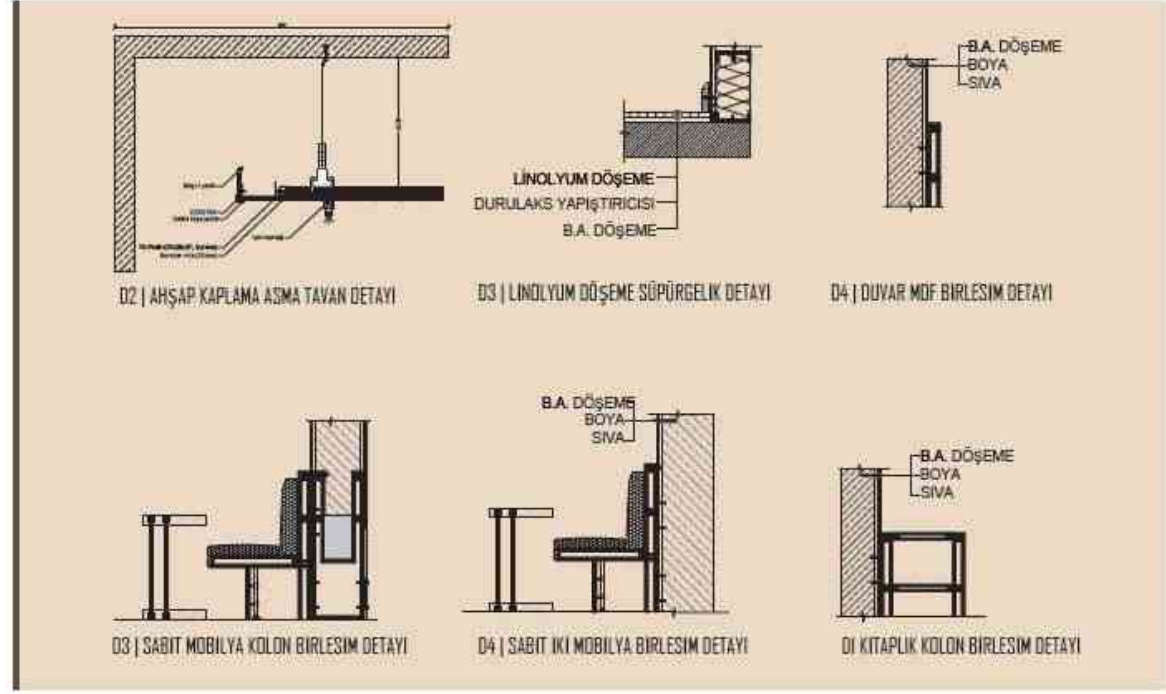 B.A. DÖŞEME
BOYA
SIVA
LİNOLYUM DÖŞEME
DURULAKS YAPIŞTIRICISI
B.A. DÖŞEME
D2 | AHŞAP KAPLAMA ASMA TAVAN DETAYI
D3 | LINOLYUM DÖŞEME SÜPÜRGELIK DETAYI
D4 | DUVAR MDF BIRLESIM DETAYI
B.A. DÖŞEME
BOYA
SIVA
B.A. DÖŞEME
BOYA
SIVA
D3 | SABIT MOBILYA KOLON BIRLESIM DETAYI
D4 | SABIT IKI MOBILYA BIRLESIM DETAYI
DI KITAPLIK KOLON BIRLESIM DETAYI